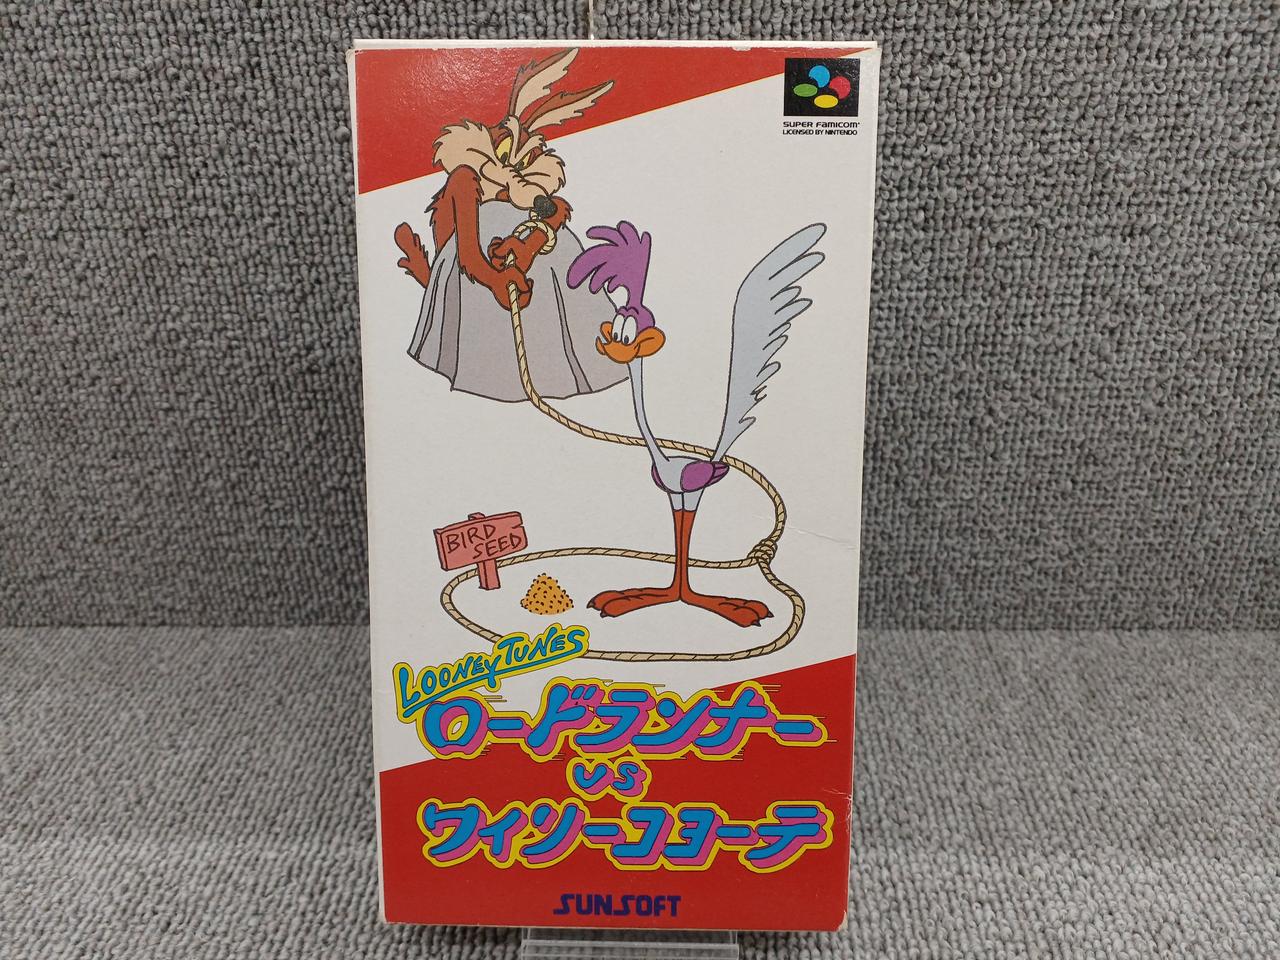 SUPER FAMICOM
LICENSED BY NINTENDO
BIRD
SEED
LOONEY TUNES
ロードランナー
VS
ワイリーコヨーテ
SUNSOFT